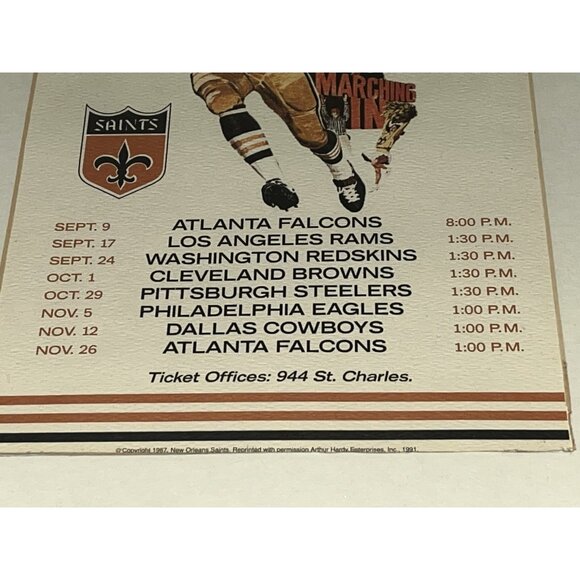 MARCHING
IN
SAINTS
SEPT. 9 ATLANTA FALCONS 8:00 P.M.
SEPT. 17 LOS ANGELES RAMS 1:30 P.M.
SEPT. 24 WASHINGTON REDSKINS 1:30 P.M.
OCT. 1 CLEVELAND BROWNS 1:30 P.M.
OCT. 29 PITTSBURGH STEELERS 1:30 P.M.
NOV. 5 PHILADELPHIA EAGLES 1:00 P.M.
NOV. 12 DALLAS COWBOYS 1:00 P.M.
NOV. 26 ATLANTA FALCONS 1:00 P.M.
Ticket Offices: 944 St. Charles.
©Copyright 1967, New Orleans Saints. Reprinted with permission Arthur Hardy Enterprises, Inc., 1991.